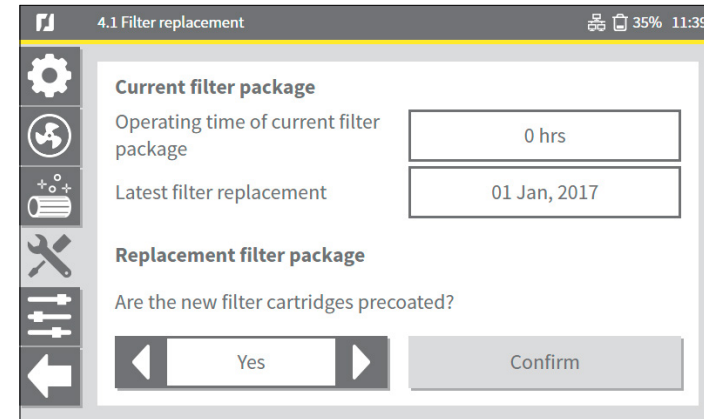 4.1 Filter replacement 35% 11:39
Current filter package
Operating time of current filter
package
0 hrs
Latest filter replacement 01 Jan, 2017
Replacement filter package
Are the new filter cartridges precoated?
Yes Confirm